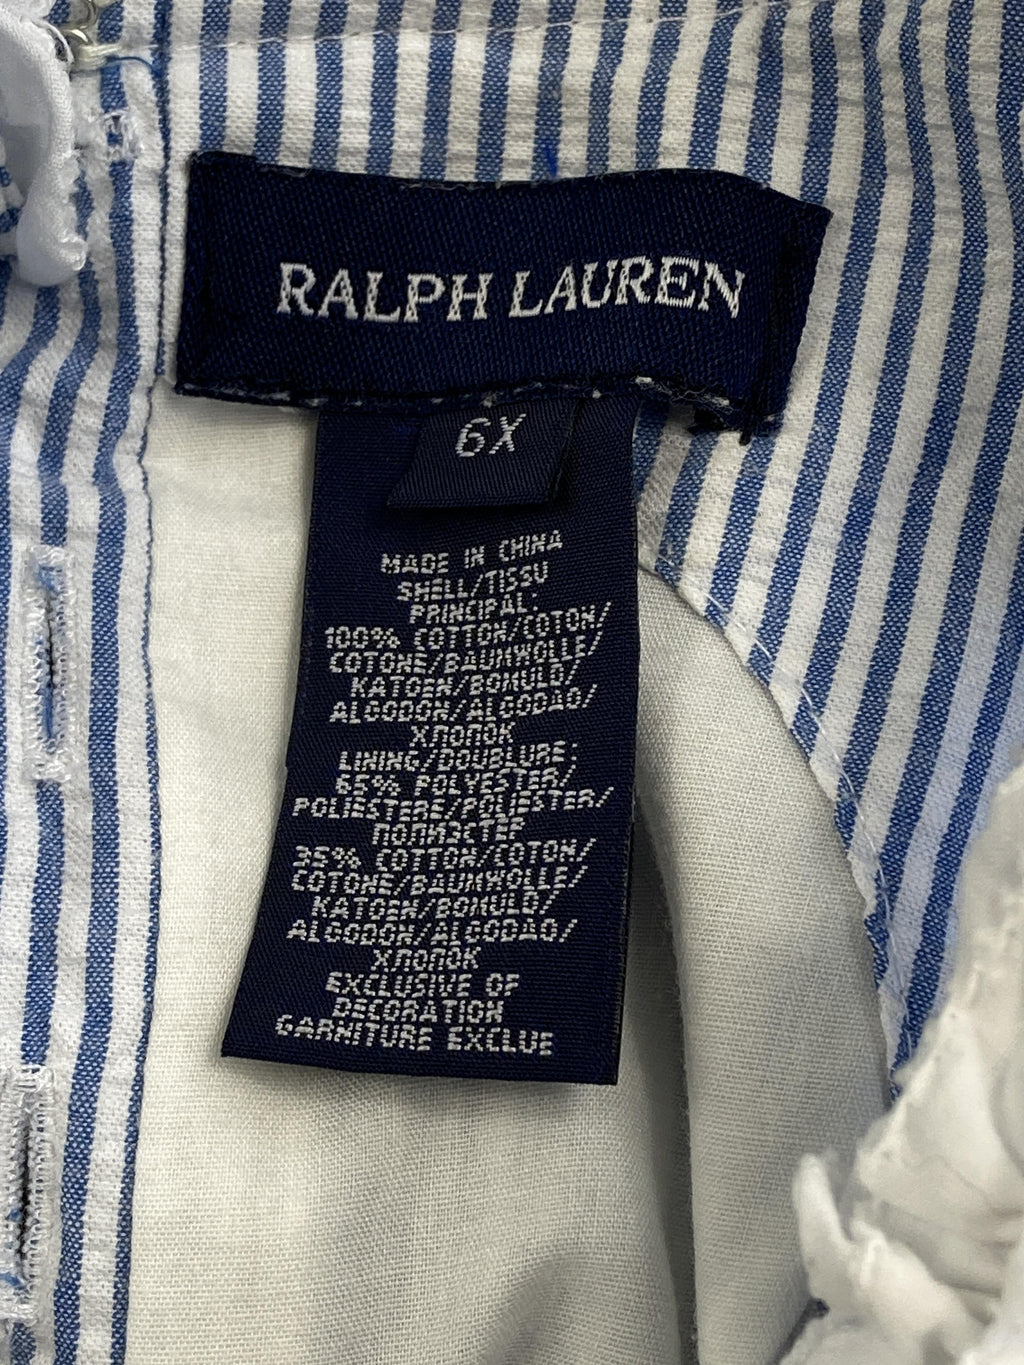 RALPH LAUREN
6X
MADE IN CHINA
SHELL/TISSU
PRINCIPAL:
100% COTTON/COTON/
COTONE/BAUMWOLLE/
KATOEN/BOMULD/
ALGODON/ALGODAO/
ХЛОПОК
LINING/DOUBLURE:
65% POLYESTER/
POLIESTERE/POLIESTER/
ПОЛИЭСТЕР
35% COTTON/COTON/
COTONE/BAUMWOLLE/
KATOEN/BOMULD/
ALGODON/ALGODAO/
ХЛОПОК
EXCLUSIVE OF
DECORATION
GARNITURE EXCLUE